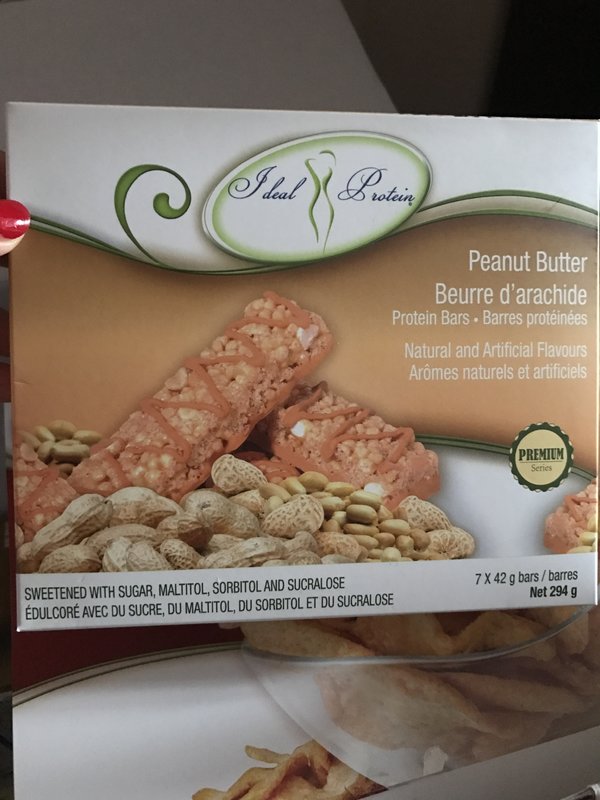 Ideal Protein
Peanut Butter
Beurre d'arachide
Protein Bars • Barres protéinées
Natural and Artificial Flavours
Arômes naturels et artificiels
PREMIUM
Series
SWEETENED WITH SUGAR, MALTITOL, SORBITOL AND SUCRALOSE
ÉDULCORÉ AVEC DU SUCRE, DU MALTITOL, DU SORBITOL ET DU SUCRALOSE
7 X 42 g bars / barres
Net 294 g